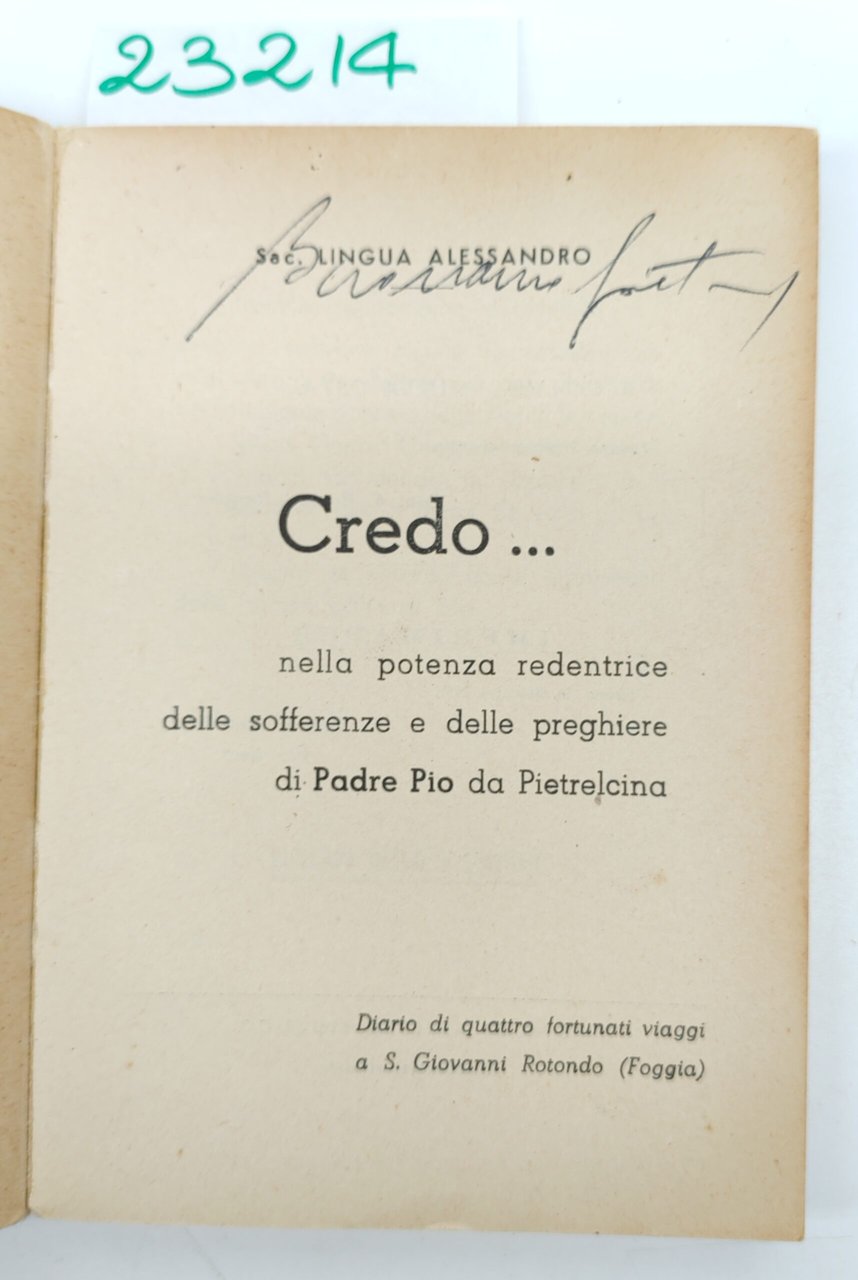 23214
Sac. LINGUA ALESSANDRO
Credo ...
nella potenza redentrice
delle sofferenze e delle preghiere
di Padre Pio da Pietrelcina
Diario di quattro fortunati viaggi
a S. Giovanni Rotondo (Foggia)